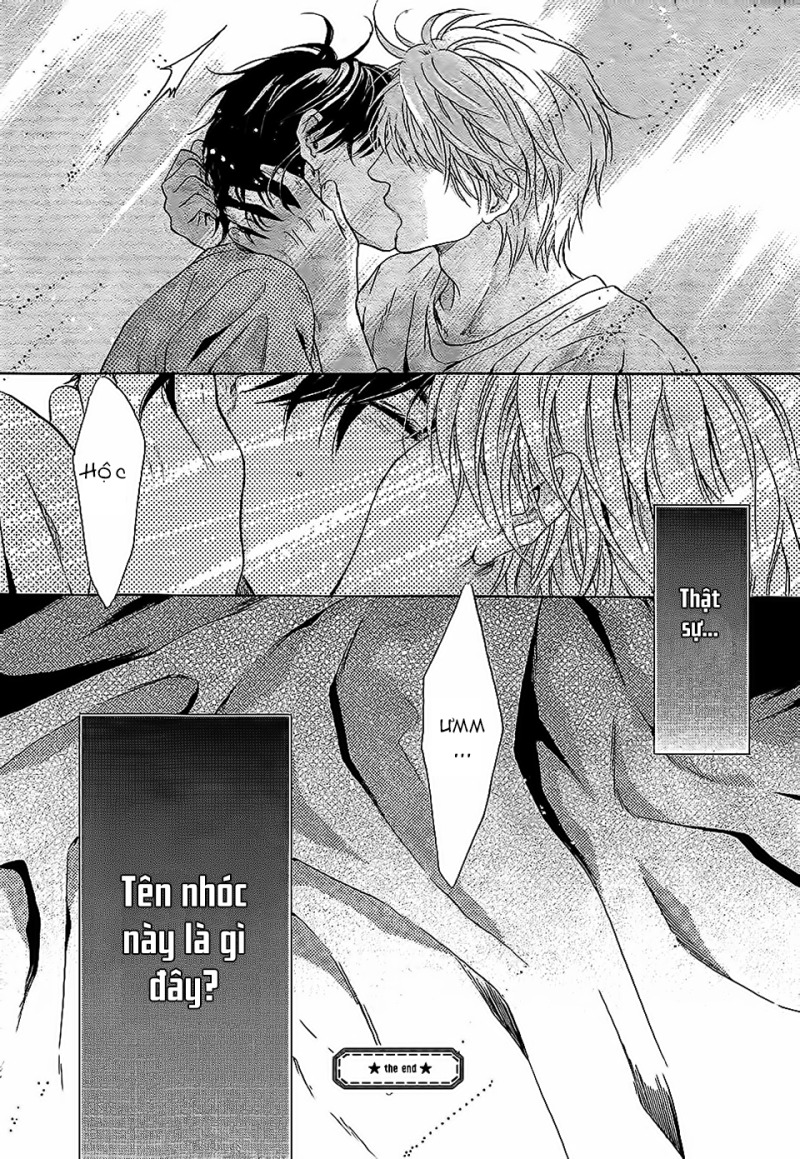 HỘC
Thật
sự...
ƯMM
...
Tên nhóc
này là gì
đây?
★ the end ★